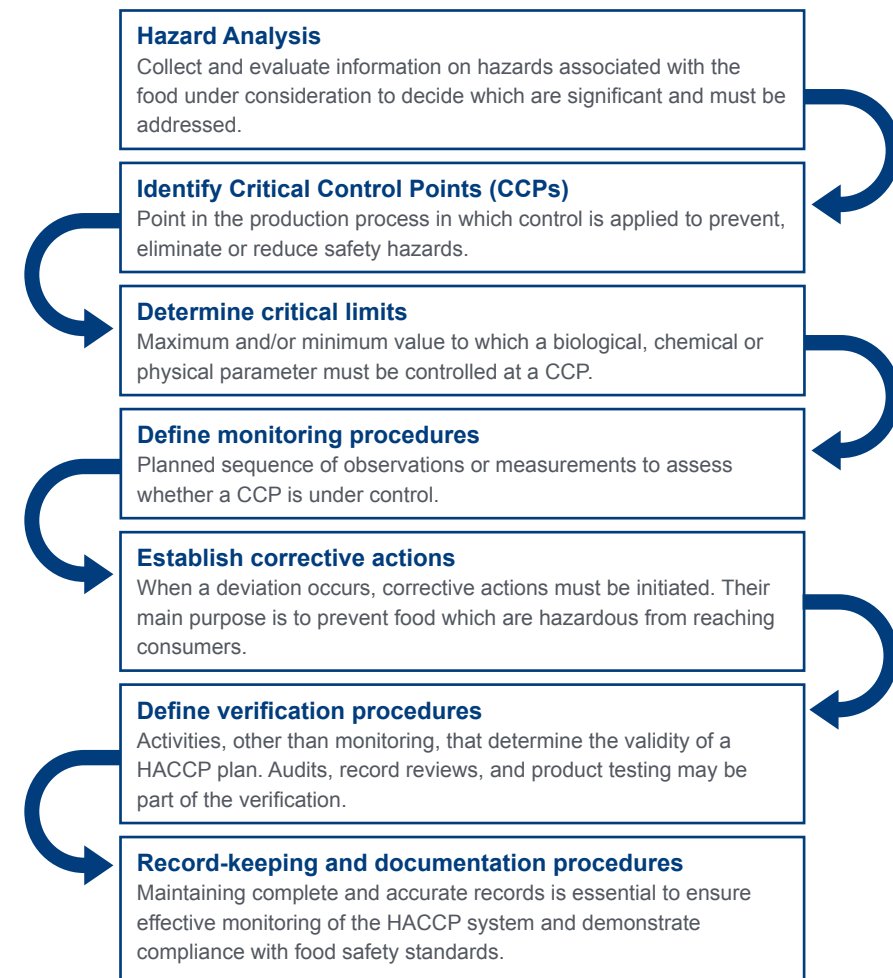 Hazard Analysis
Collect and evaluate information on hazards associated with the
food under consideration to decide which are significant and must be
addressed.
Identify Critical Control Points (CCPs)
Point in the production process in which control is applied to prevent,
eliminate or reduce safety hazards.
Determine critical limits
Maximum and/or minimum value to which a biological, chemical or
physical parameter must be controlled at a CCP.
Define monitoring procedures
Planned sequence of observations or measurements to assess
whether a CCP is under control.
Establish corrective actions
When a deviation occurs, corrective actions must be initiated. Their
main purpose is to prevent food which are hazardous from reaching
consumers.
Define verification procedures
Activities, other than monitoring, that determine the validity of a
HACCP plan. Audits, record reviews, and product testing may be
part of the verification.
Record-keeping and documentation procedures
Maintaining complete and accurate records is essential to ensure
effective monitoring of the HACCP system and demonstrate
compliance with food safety standards.